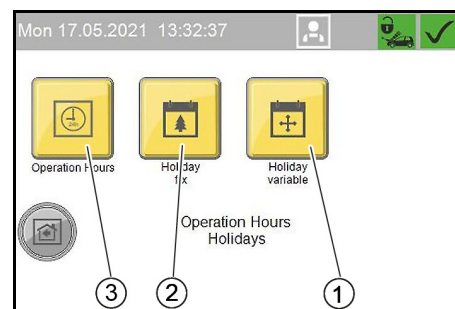 Mon 17.05.2021 13:32:37
24h
Operation Hours
Holiday
fix
Holiday
variable
Operation Hours
Holidays
3
2
1